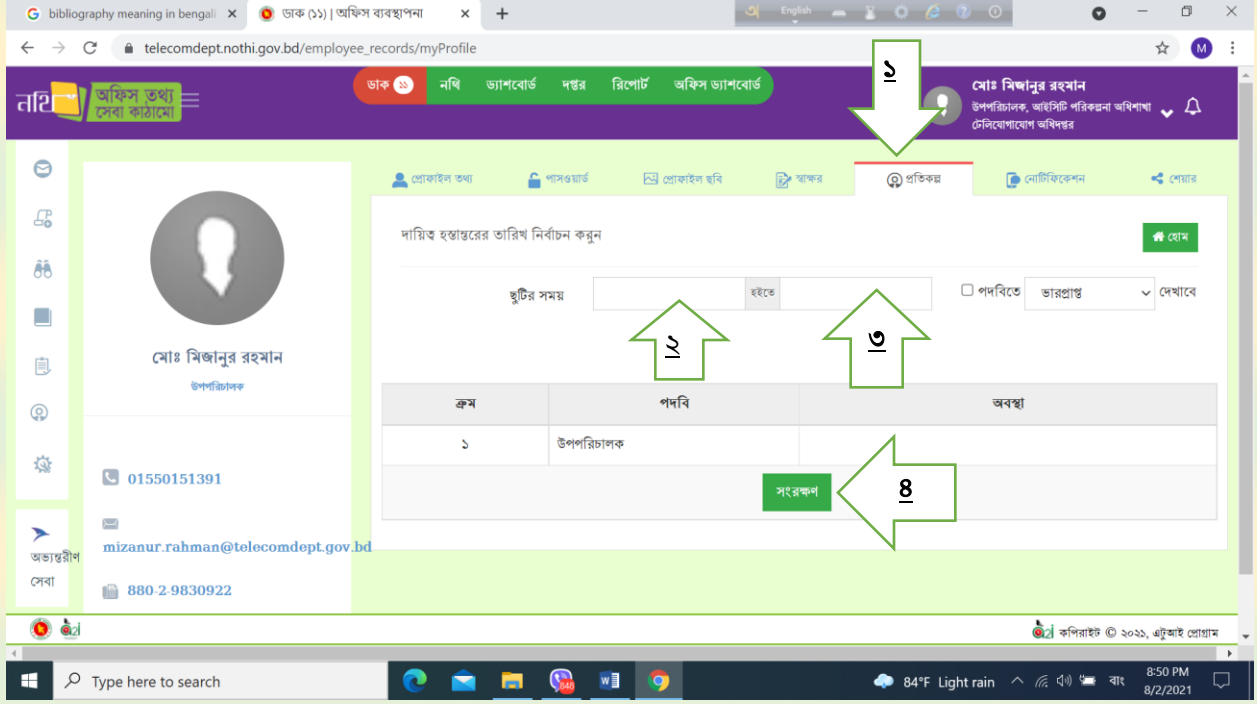 bibliography meaning in bengali
ডাক (১১) | অফিস ব্যবস্থাপনা
English
telecomdept.nothi.gov.bd/employee_records/myProfile
M
নথি
অফিস তথ্য
সেবা কাঠামো
ডাক ১১ নথি ড্যাশবোর্ড দপ্তর রিপোর্ট অফিস ড্যাশবোর্ড
১
মোঃ মিজানুর রহমান
উপপরিচালক, আইসিটি পরিকল্পনা অধিশাখা
টেলিযোগাযোগ অধিদপ্তর
প্রোফাইল তথ্য পাসওয়ার্ড প্রোফাইল ছবি স্বাক্ষর প্রতিকল্প নোটিফিকেশন শেয়ার
দায়িত্ব হস্তান্তরের তারিখ নির্বাচন করুন
হোম
ছুটির সময় হইতে পদবিতে ভারপ্রাপ্ত দেখাবে
২
৩
মোঃ মিজানুর রহমান
উপপরিচালক
ক্রম পদবি অবস্থা
১ উপপরিচালক
সংরক্ষণ
৪
01550151391
mizanur.rahman@telecomdept.gov.bd
880-2-9830922
অভ্যন্তরীণ
সেবা
a2i
a2i কপিরাইট © ২০২১, এটুআই প্রোগ্রাম
Type here to search
848
84°F Light rain
বাং
8:50 PM
8/2/2021